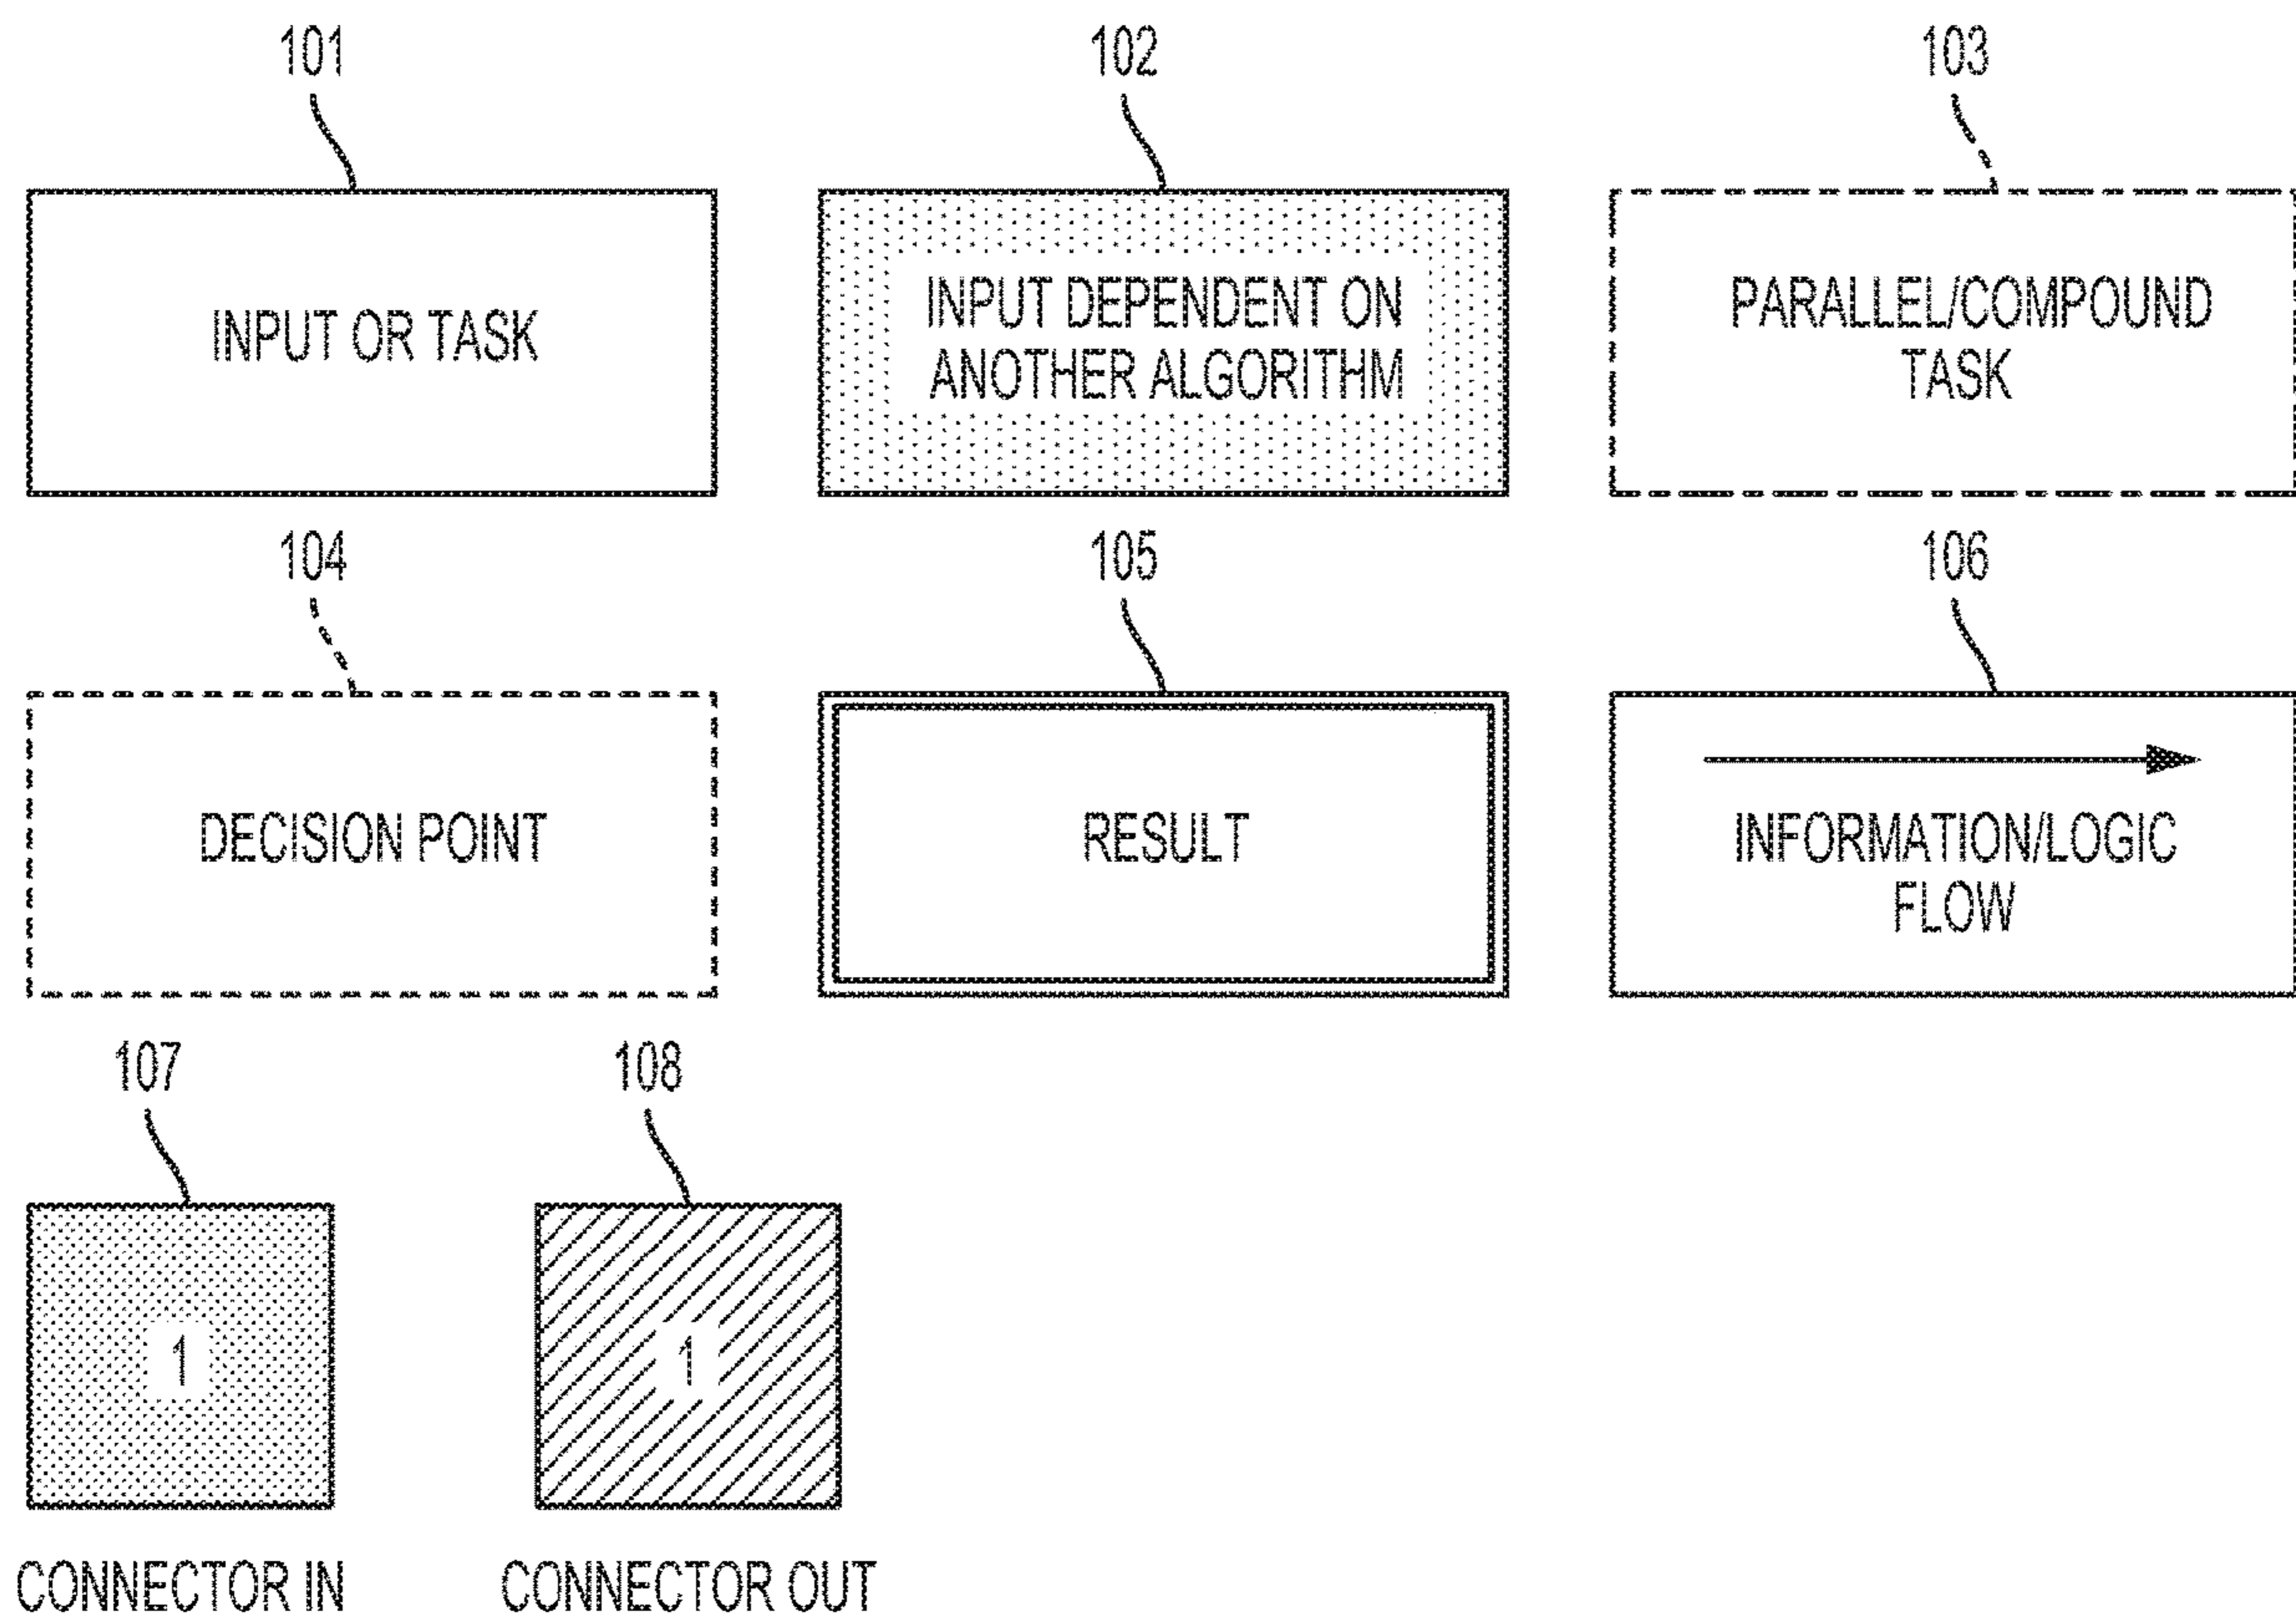 101
102
103
INPUT OR TASK
INPUT DEPENDENT ON
ANOTHER ALGORITHM
PARALLEL/COMPOUND
TASK
104
105
106
DECISION POINT
RESULT
INFORMATION/LOGIC
FLOW
107
108
1
1
CONNECTOR IN
CONNECTOR OUT